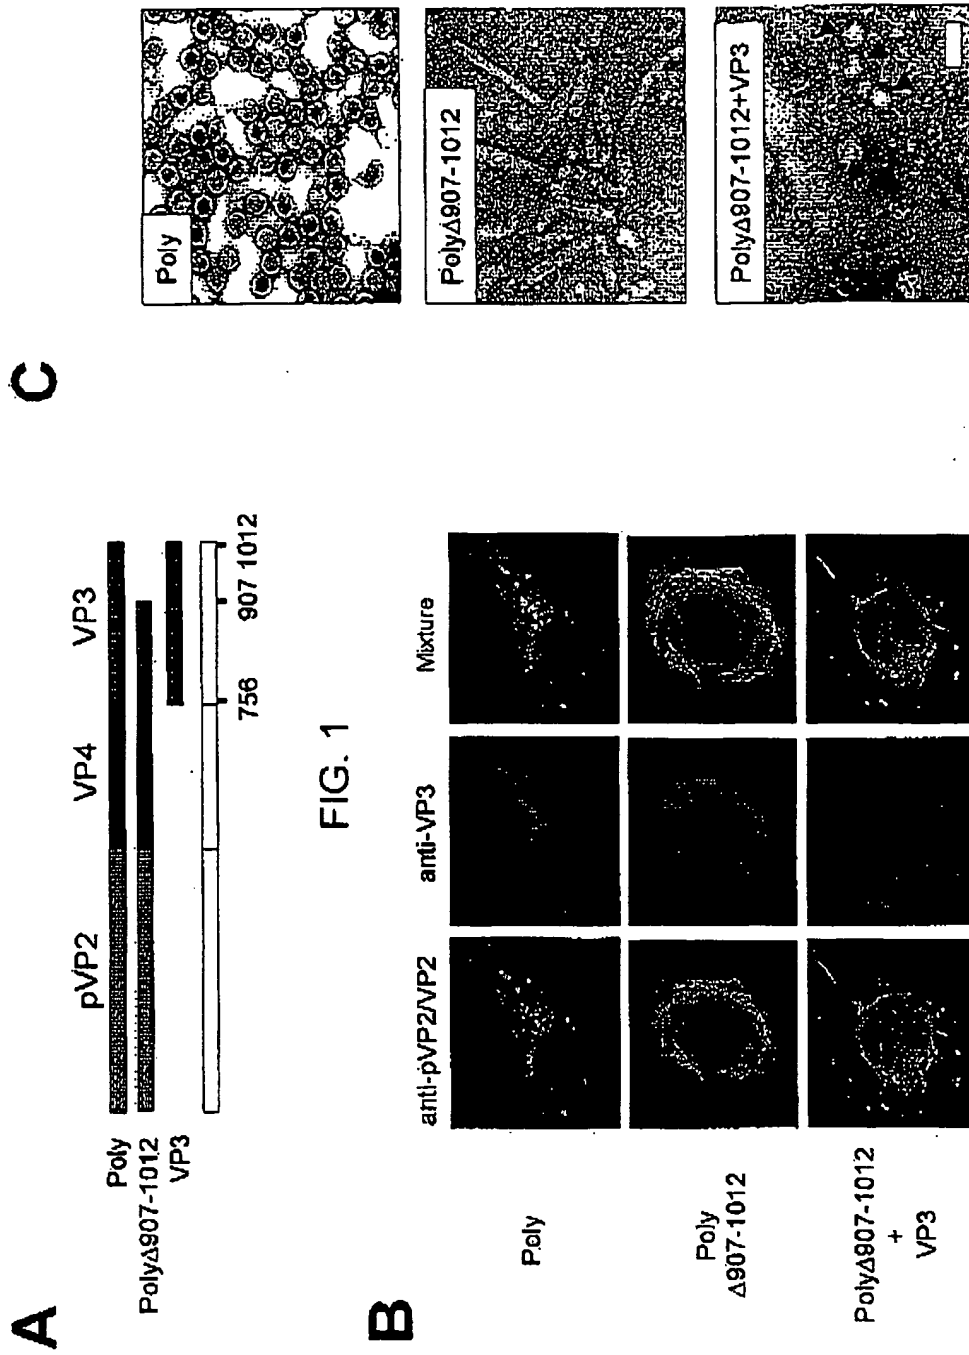 A
pVP2 VP4 VP3
Poly
PolyΔ907-1012
VP3
756 907 1012
FIG. 1
B
anti-pVP2/VP2 anti-VP3 Mixture
Poly
Poly
Δ907-1012
PolyΔ907-1012
+
VP3
C
Poly
PolyΔ907-1012
PolyΔ907-1012+VP3